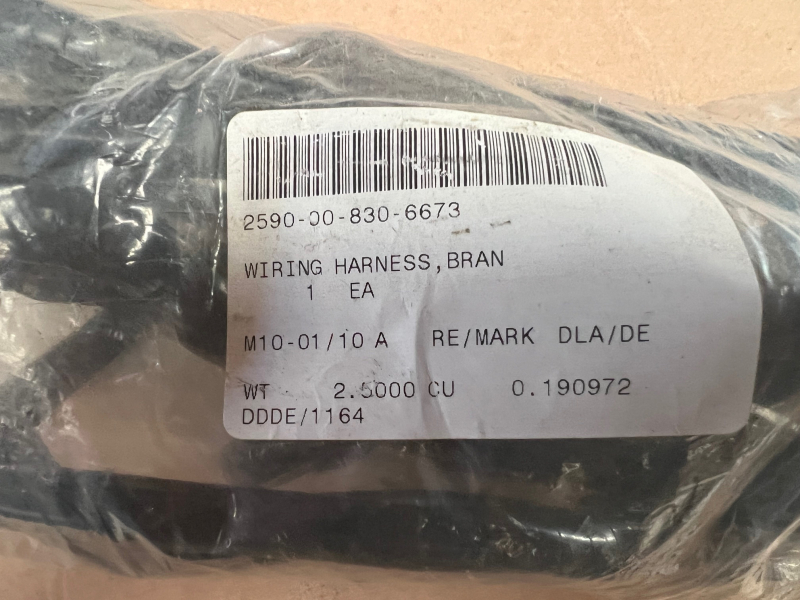 2590-00-830-6673
WIRING HARNESS,BRAN
1 EA
M10-01/10 A RE/MARK DLA/DE
WT 2.5000 CU 0.190972
DDDE/1164